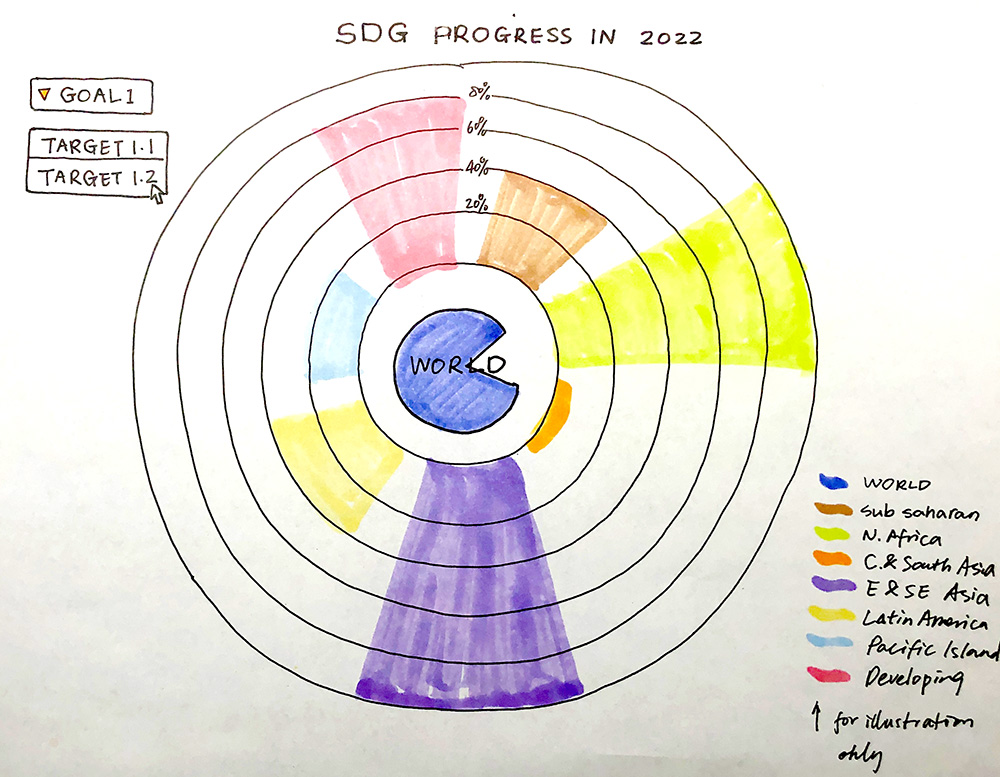 SDG PROGRESS IN 2022
GOAL 1
TARGET 1.1
TARGET 1.2
80%
60%
40%
20%
WORLD
WORLD
Sub saharan
N. Africa
C. & South Asia
E & SE Asia
Latin America
Pacific Island
Developing
↑ for illustration
only